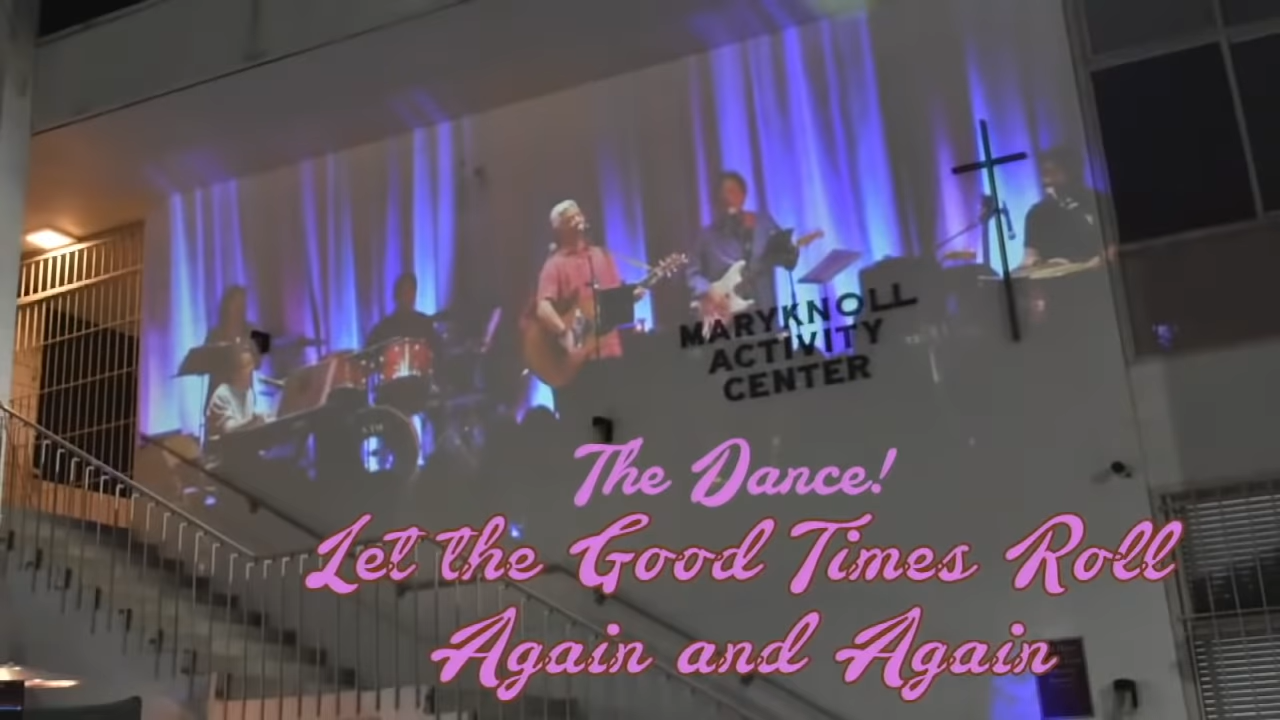 MARYKNOLL
ACTIVITY
CENTER
The Dance!
Let the Good Times Roll
Again and Again